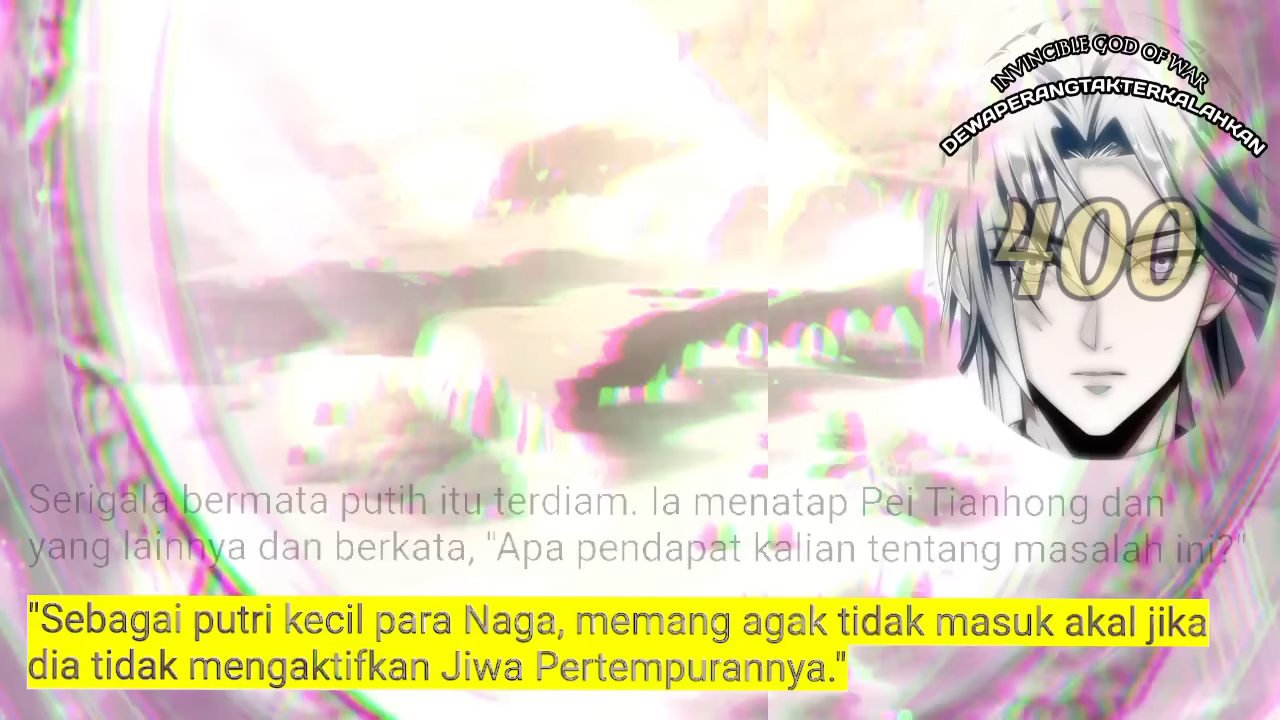 INVINCIBLE GOD OF WAR
DEWAPERANGTAKTERKALAHKAN
400
Serigala bermata putih itu terdiam. Ia menatap Pei Tianhong dan
yang lainnya dan berkata, "Apa pendapat kalian tentang masalah ini?"
"Sebagai putri kecil para Naga, memang agak tidak masuk akal jika
dia tidak mengaktifkan Jiwa Pertempurannya."